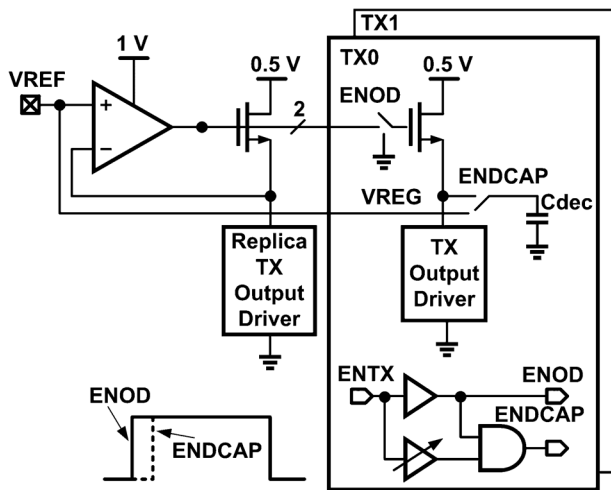 TX1
TX0
1 V
VREF
0.5 V
0.5 V
ENOD
2
+
−
ENDCAP
VREG
Cdec
Replica
TX
Output
Driver
TX
Output
Driver
ENTX
ENOD
ENDCAP
ENOD
ENDCAP